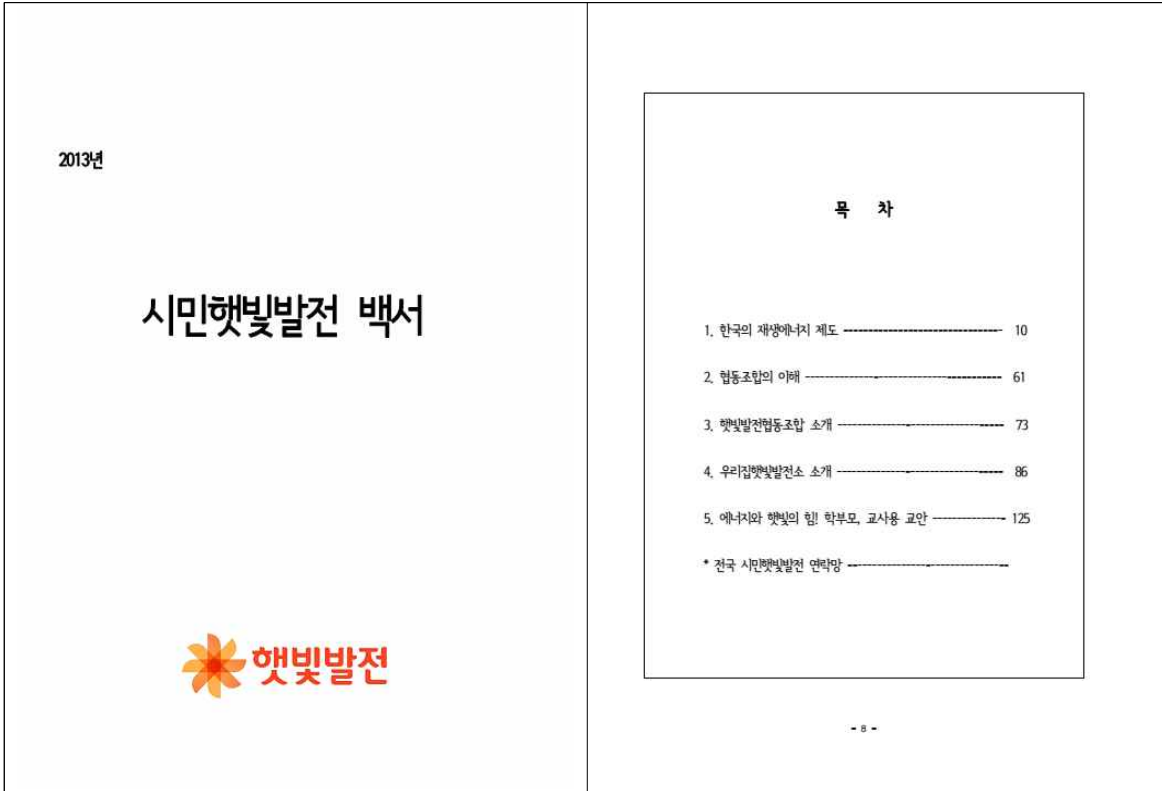 2013년
시민햇빛발전 백서
햇빛발전
목 차
1. 한국의 재생에너지 제도 ------------------------------- 10
2. 협동조합의 이해 --------------------------------------- 61
3. 햇빛발전협동조합 소개 --------------------------------- 73
4. 우리집햇빛발전소 소개 --------------------------------- 86
5. 에너지와 햇빛의 힘! 학부모, 교사용 교안 -------------- 125
* 전국 시민햇빛발전 연락망 --------------------------------
- 8 -